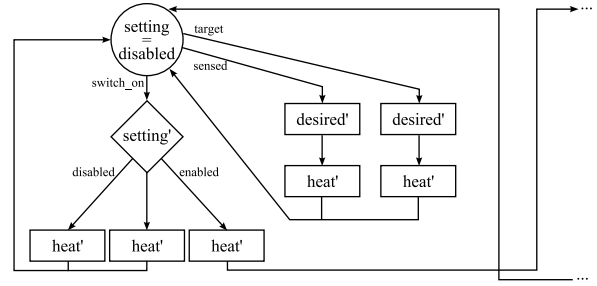 ...
setting
=
disabled
target
sensed
switch_on
desired'
desired'
setting'
disabled
enabled
heat'
heat'
heat'
heat'
heat'
...